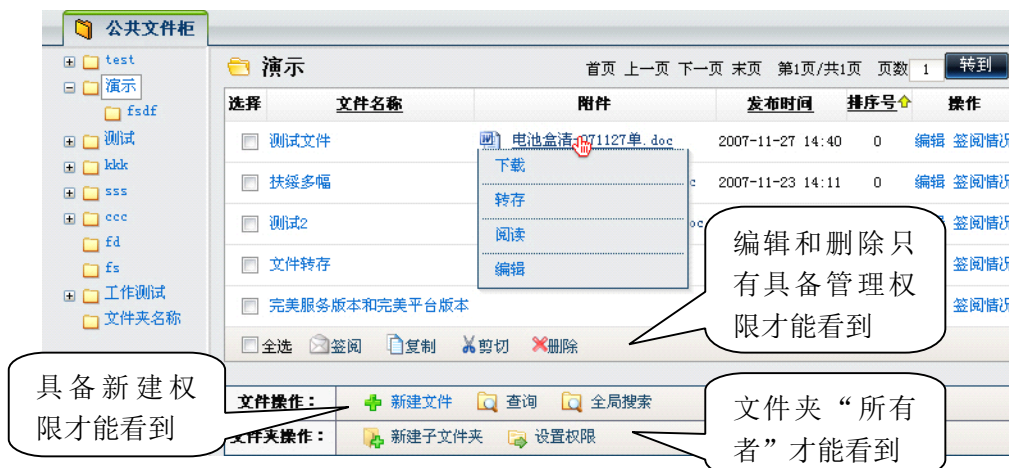 公共文件柜
test
演示
fsdf
测试
kkk
sss
ccc
fd
fs
工作测试
文件夹名称
演示 首页 上一页 下一页 末页 第1页/共1页 页数 1 转到
选择 文件名称 附件 发布时间 排序号 操作
测试文件 电池盒清 071127单.doc 2007-11-27 14:40 0 编辑 签阅情况
扶绥多幅 c 2007-11-23 14:11 0 编辑 签阅情况
测试2 oc 签阅情况
文件转存 签阅情况
完美服务版本和完美平台版本 签阅情况
下载
转存
阅读
编辑
全选 签阅 复制 剪切 删除
编辑和删除只
有具备管理权
限才能看到
具备新建权
限才能看到
文件操作： 新建文件 查询 全局搜索
文件夹操作： 新建子文件夹 设置权限
文件夹“所有
者”才能看到